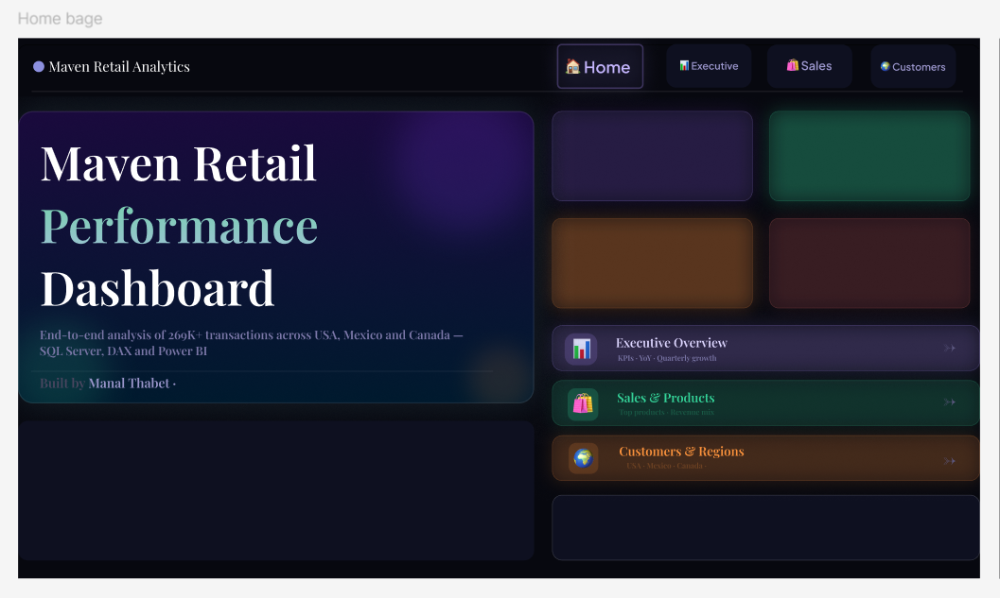 Home bage
Maven Retail Analytics
Home
Executive
Sales
Customers
Maven Retail
Performance
Dashboard
End-to-end analysis of 269K+ transactions across USA, Mexico and Canada —
SQL Server, DAX and Power BI
Built by Manal Thabet ·
Executive Overview
KPIs · YoY · Quarterly growth
Sales & Products
Top products · Revenue mix
Customers & Regions
USA · Mexico · Canada ·